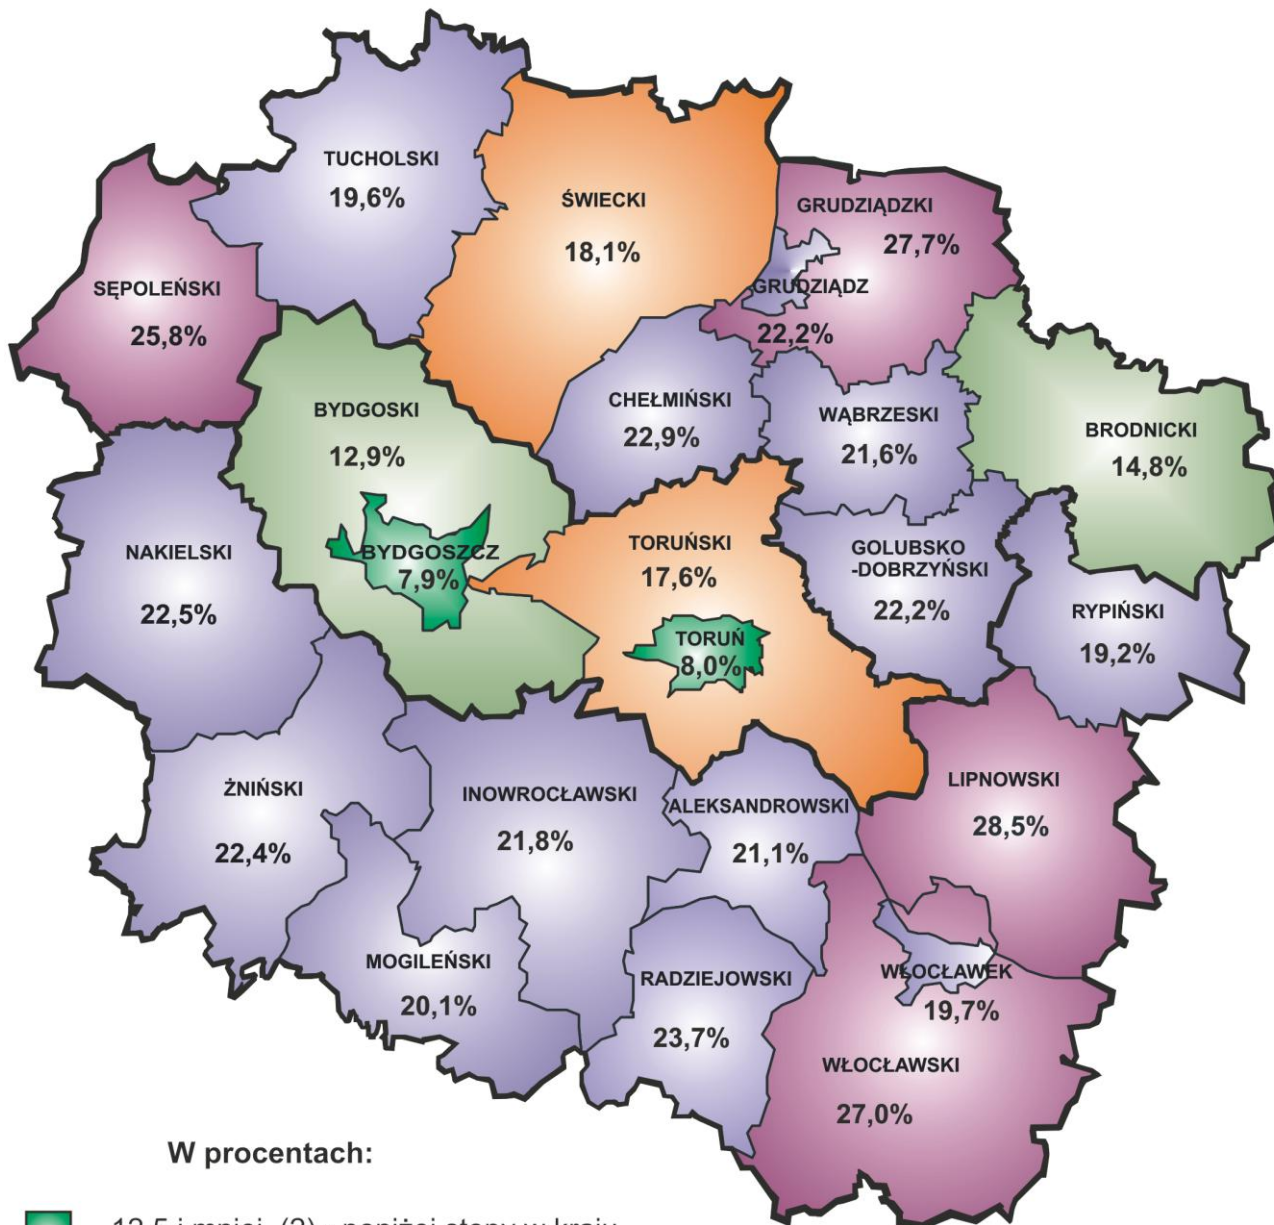 TUCHOLSKI
19,6%
ŚWIECKI
18,1%
GRUDZIĄDZKI
27,7%
SĘPOLEŃSKI
25,8%
GRUDZIĄDZ
22,2%
BYDGOSKI
12,9%
CHEŁMIŃSKI
22,9%
WĄBRZESKI
21,6%
BRODNICKI
14,8%
NAKIELSKI
22,5%
BYDGOSZCZ
7,9%
TORUŃSKI
17,6%
GOLUBSKO
-DOBRZYŃSKI
22,2%
RYPIŃSKI
19,2%
TORUŃ
8,0%
ŻNIŃSKI
22,4%
INOWROCŁAWSKI
21,8%
ALEKSANDROWSKI
21,1%
LIPNOWSKI
28,5%
MOGILEŃSKI
20,1%
RADZIEJOWSKI
23,7%
WŁOCŁAWEK
19,7%
WŁOCŁAWSKI
27,0%
W procentach: